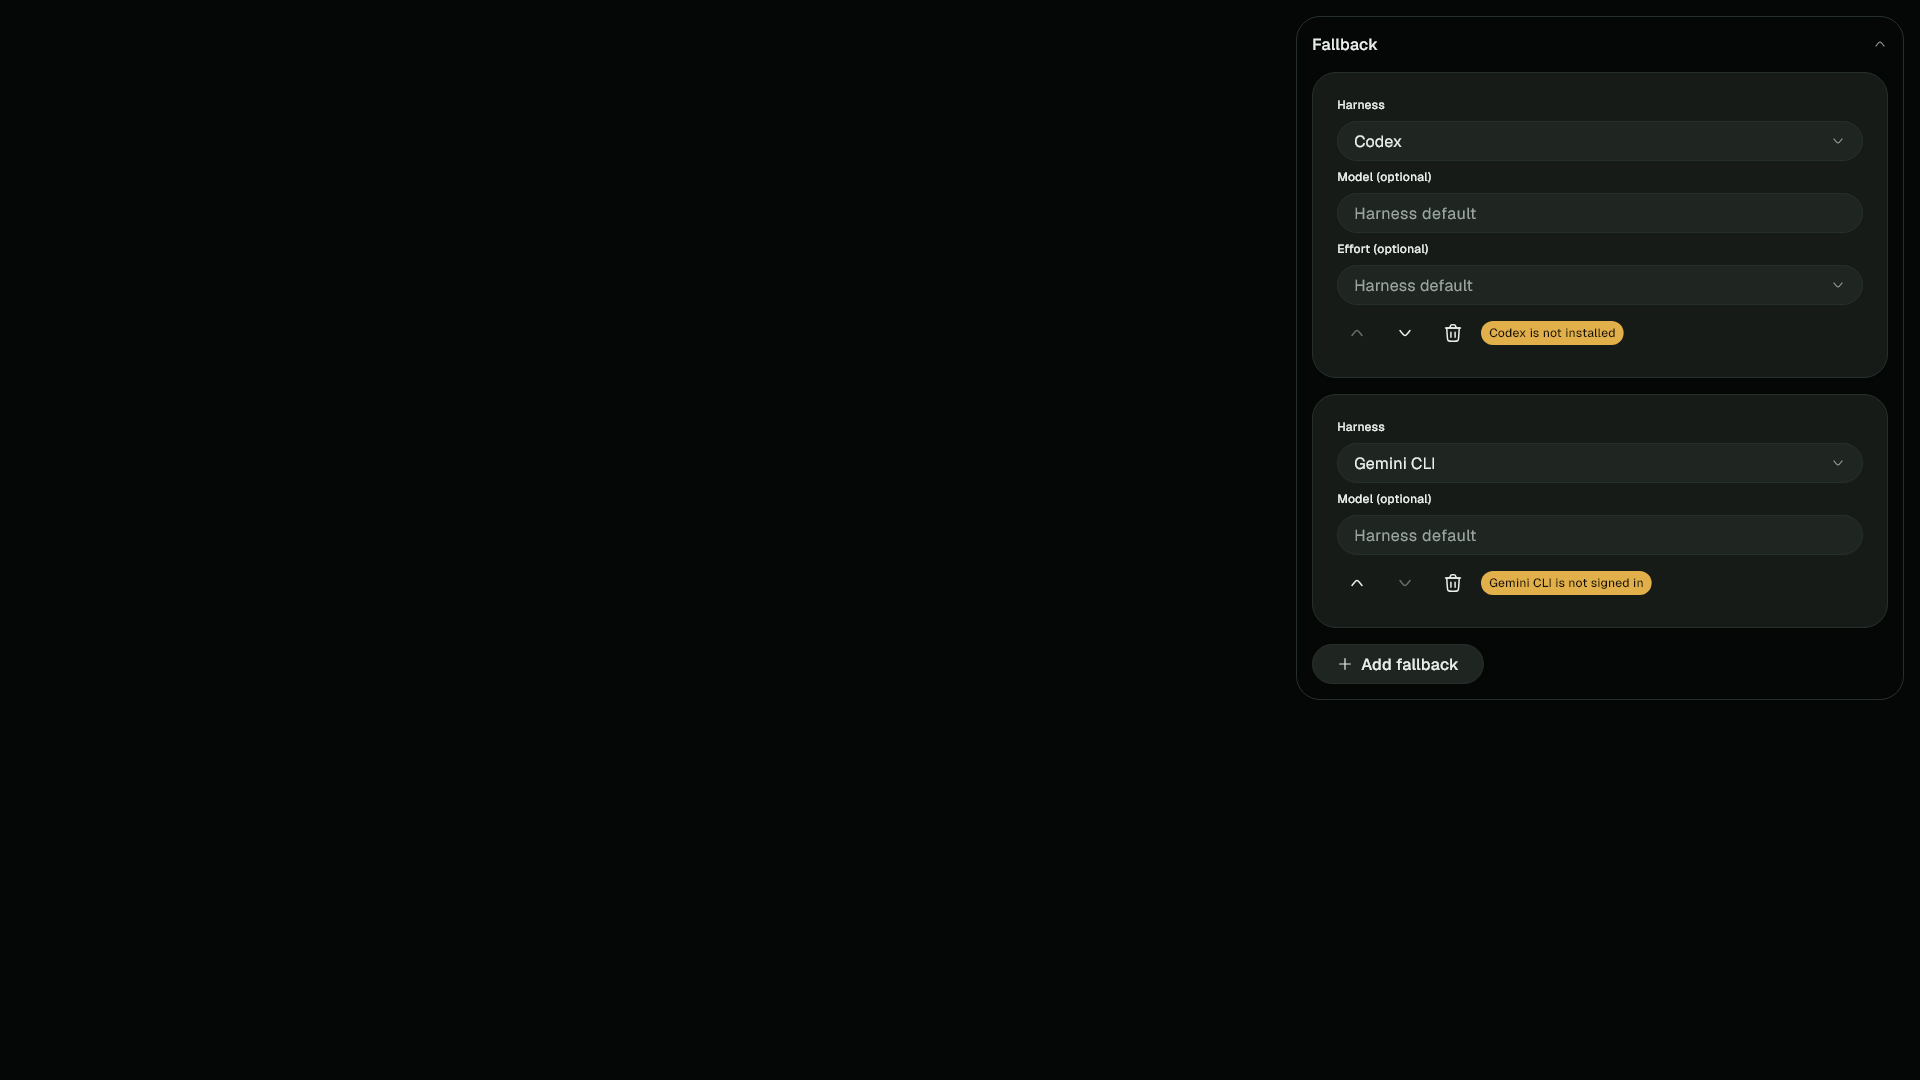 Fallback
Harness
Codex
Model (optional)
Harness default
Effort (optional)
Harness default
Codex is not installed
Harness
Gemini CLI
Model (optional)
Harness default
Gemini CLI is not signed in
Add fallback